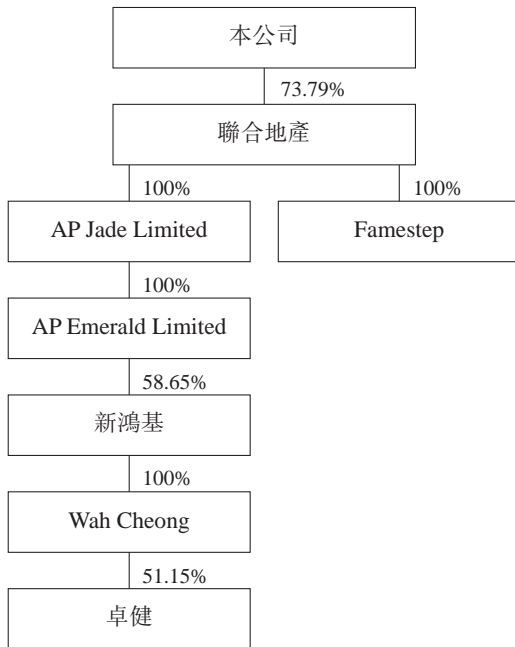 本公司
73.79%
聯合地產
100%
100%
AP Jade Limited
Famestep
100%
AP Emerald Limited
58.65%
新鴻基
100%
Wah Cheong
51.15%
卓健